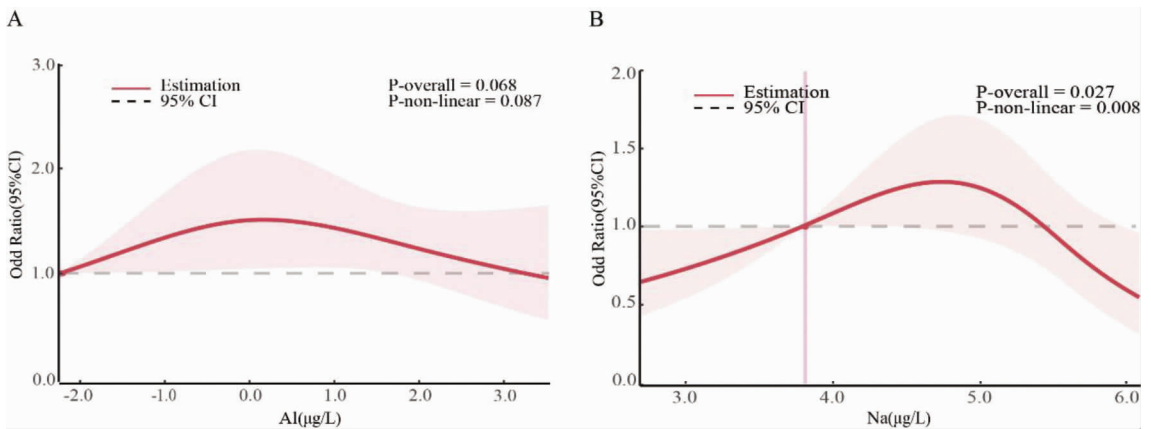 A
3.0
2.0
1.0
0.0
Odd Ratio(95%CI)
Estimation
95% CI
P-overall = 0.068
P-non-linear = 0.087
-2.0 -1.0 0.0 1.0 2.0 3.0
Al(μg/L)
B
2.0
1.5
1.0
0.5
0.0
Odd Ratio(95%CI)
Estimation
95% CI
P-overall = 0.027
P-non-linear = 0.008
3.0 4.0 5.0 6.0
Na(μg/L)